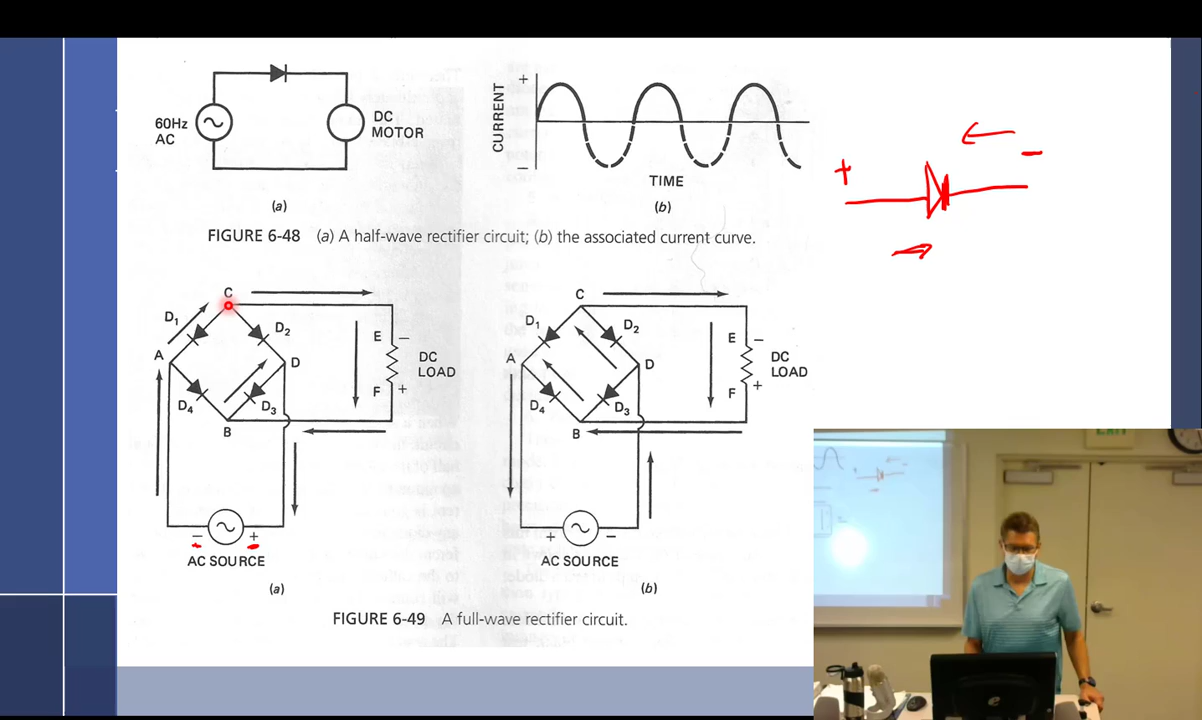 60Hz
AC
DC
MOTOR
(a)
CURRENT
+
−
TIME
(b)
+
−
FIGURE 6-48 (a) A half-wave rectifier circuit; (b) the associated current curve.
C
D1
D2
A
D
D4
D3
B
E −
F +
DC
LOAD
− +
AC SOURCE
(a)
C
D1
D2
A
D
D4
D3
B
E −
F +
DC
LOAD
+ −
AC SOURCE
(b)
FIGURE 6-49 A full-wave rectifier circuit.
EXIT
e